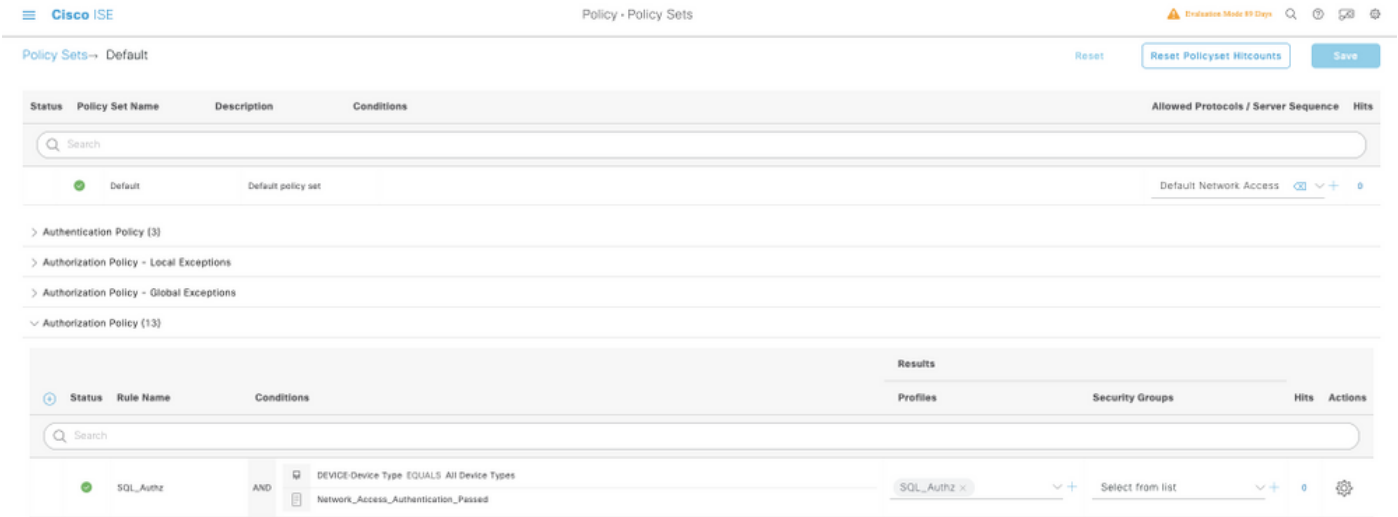 Cisco ISE
Policy • Policy Sets
Evaluation Mode 89 Days
Policy Sets→ Default
Reset
Reset Policyset Hitcounts
Save
Status Policy Set Name Description Conditions Allowed Protocols / Server Sequence Hits
Search
Default Default policy set Default Network Access 0
Authentication Policy (3)
Authorization Policy - Local Exceptions
Authorization Policy - Global Exceptions
Authorization Policy (13)
Results
Status Rule Name Conditions Profiles Security Groups Hits Actions
Search
DEVICE-Device Type EQUALS All Device Types
SQL_Authz AND SQL_Authz × Select from list 0
Network_Access_Authentication_Passed